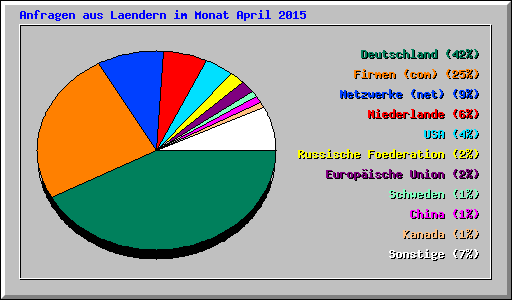 Anfragen aus Laendern im Monat April 2015
Deutschland (42%)
Firmen (com) (25%)
Netzwerke (net) (9%)
Niederlande (6%)
USA (4%)
Russische Foederation (2%)
Europäische Union (2%)
Schweden (1%)
China (1%)
Kanada (1%)
Sonstige (7%)